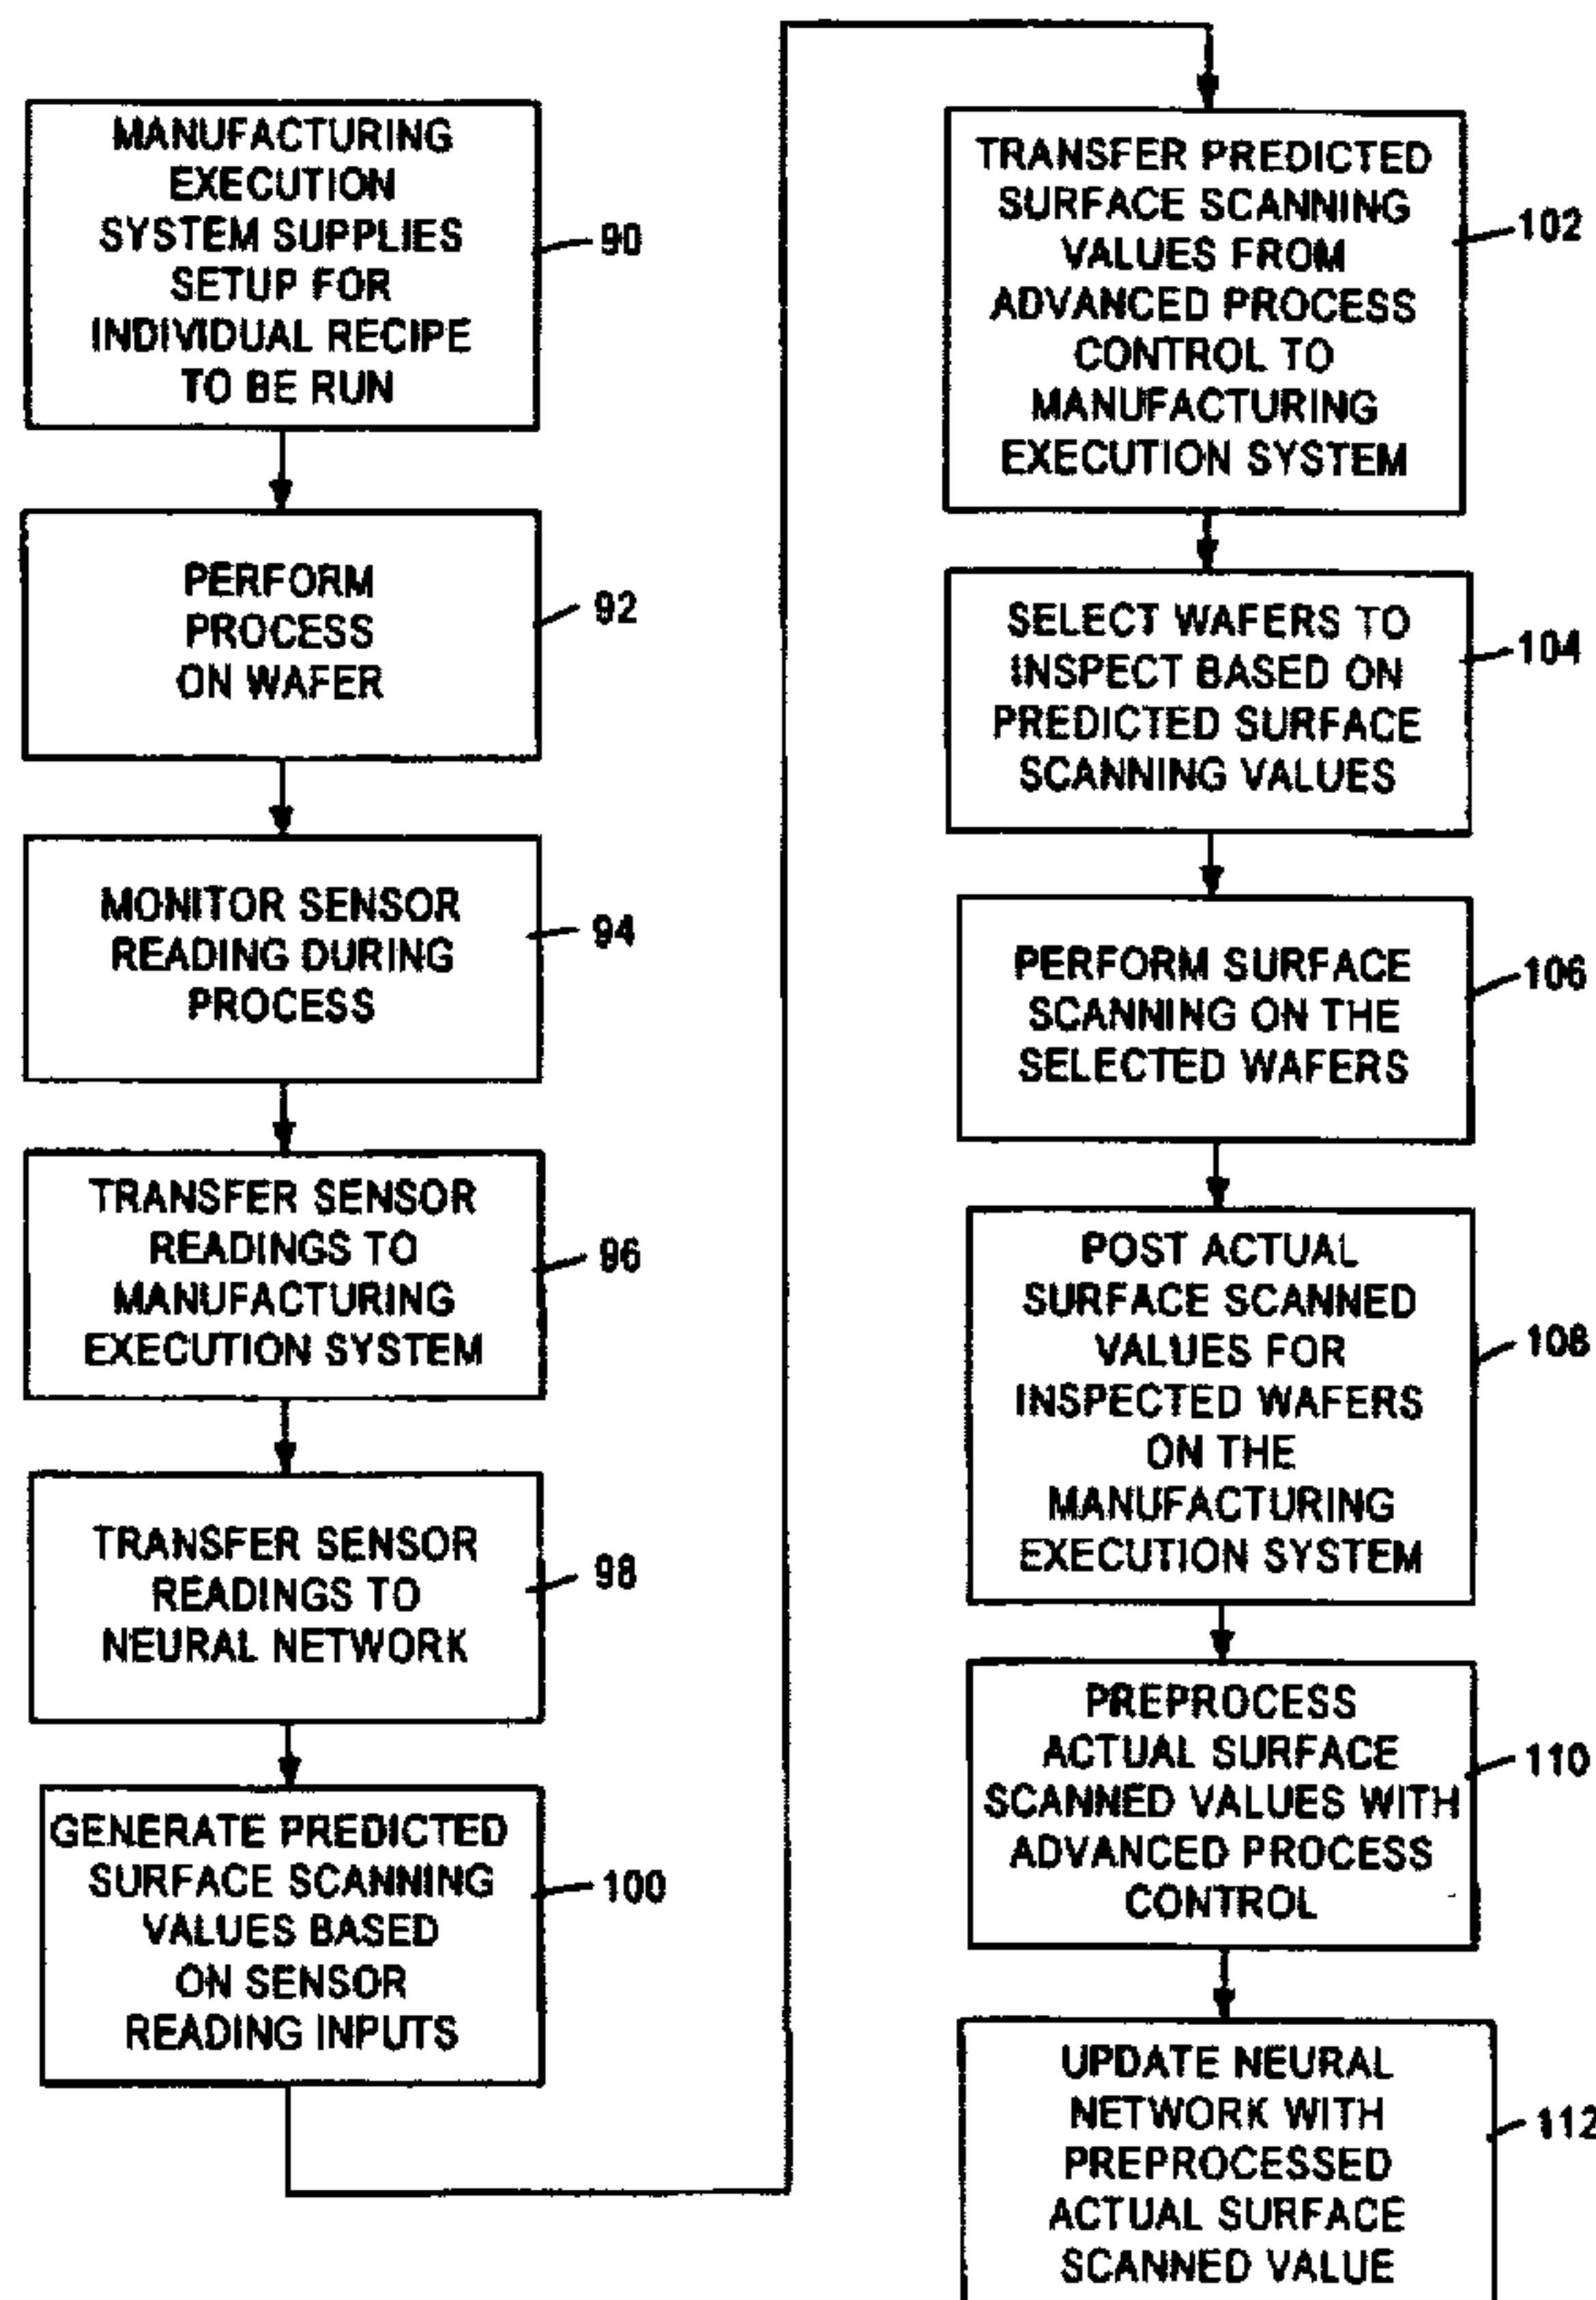 MANUFACTURING
EXECUTION
SYSTEM SUPPLIES
SETUP FOR
INDIVIDUAL RECIPE
TO BE RUN
90
PERFORM
PROCESS
ON WAFER
92
MONITOR SENSOR
READING DURING
PROCESS
94
TRANSFER SENSOR
READINGS TO
MANUFACTURING
EXECUTION SYSTEM
96
TRANSFER SENSOR
READINGS TO
NEURAL NETWORK
98
GENERATE PREDICTED
SURFACE SCANNING
VALUES BASED
ON SENSOR
READING INPUTS
100
TRANSFER PREDICTED
SURFACE SCANNING
VALUES FROM
ADVANCED PROCESS
CONTROL TO
MANUFACTURING
EXECUTION SYSTEM
102
SELECT WAFERS TO
INSPECT BASED ON
PREDICTED SURFACE
SCANNING VALUES
104
PERFORM SURFACE
SCANNING ON THE
SELECTED WAFERS
106
POST ACTUAL
SURFACE SCANNED
VALUES FOR
INSPECTED WAFERS
ON THE
MANUFACTURING
EXECUTION SYSTEM
108
PREPROCESS
ACTUAL SURFACE
SCANNED VALUES WITH
ADVANCED PROCESS
CONTROL
110
UPDATE NEURAL
NETWORK WITH
PREPROCESSED
ACTUAL SURFACE
SCANNED VALUE
112